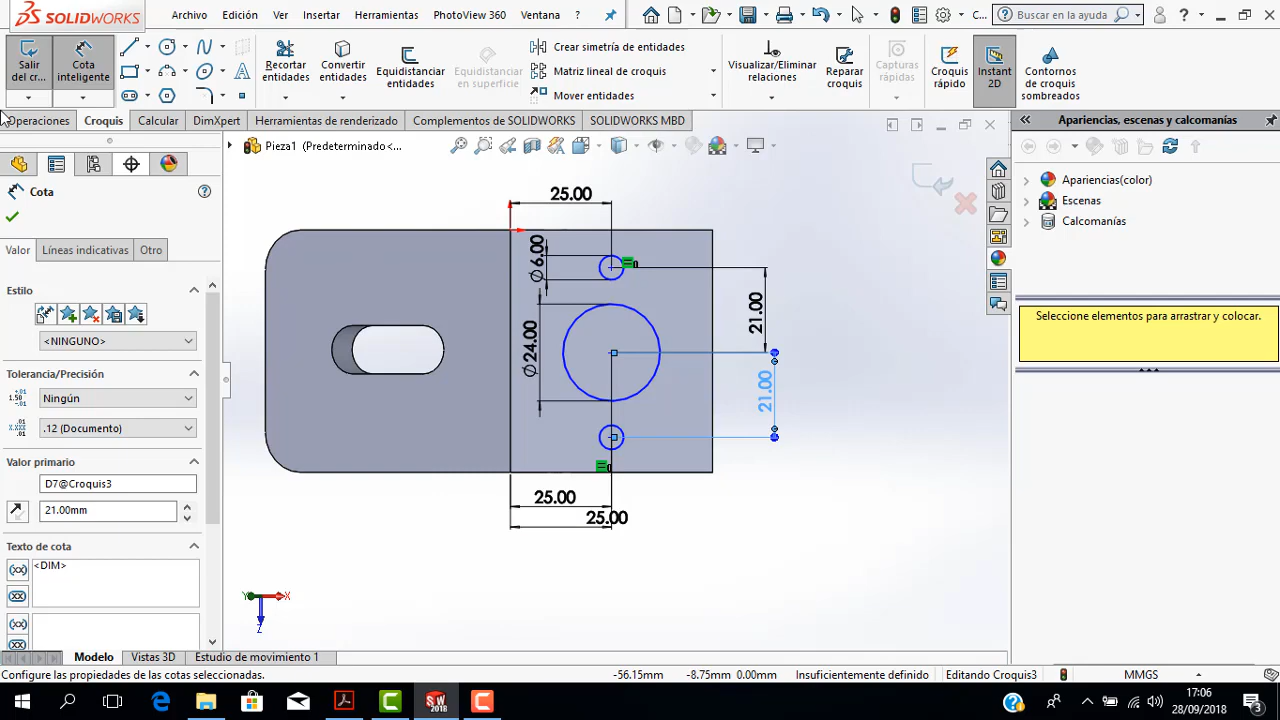 SOLIDWORKS
Archivo Edición Ver Insertar Herramientas PhotoView 360 Ventana ? C... Buscar en la ayuda ?
Salir del cr...
Cota inteligente
Recortar entidades
Convertir entidades
Equidistanciar entidades
Equidistanciar en superficie
Crear simetría de entidades
Matriz lineal de croquis
Mover entidades
Visualizar/Eliminar relaciones
Reparar croquis
Capturas rápidas
Croquis rápido
Instant 2D
Contornos de croquis sombreados
Operaciones Croquis Calcular DimXpert Herramientas de renderizado Complementos de SOLIDWORKS SOLIDWORKS MBD
Pieza1 (Predeterminado<...
Cota
Valor Líneas indicativas Otro
Estilo
<NINGUNO>
Tolerancia/Precisión
Ningún
.12 (Documento)
Valor primario
D7@Croquis3
21.00mm
Texto de cota
<DIM>
25.00
Ø6.00
Ø24.00
21.00
21.00
25.00
25.00
Y X
Z
Apariencias, escenas y calcomanías
Apariencias(color)
Escenas
Calcomanías
Seleccione elementos para arrastrar y colocar.
Modelo Vistas 3D Estudio de movimiento 1
Configure las propiedades de las cotas seleccionadas. -56.15mm -8.75mm 0.00mm Insuficientemente definido Editando Croquis3 MMGS
17:06
28/09/2018
3